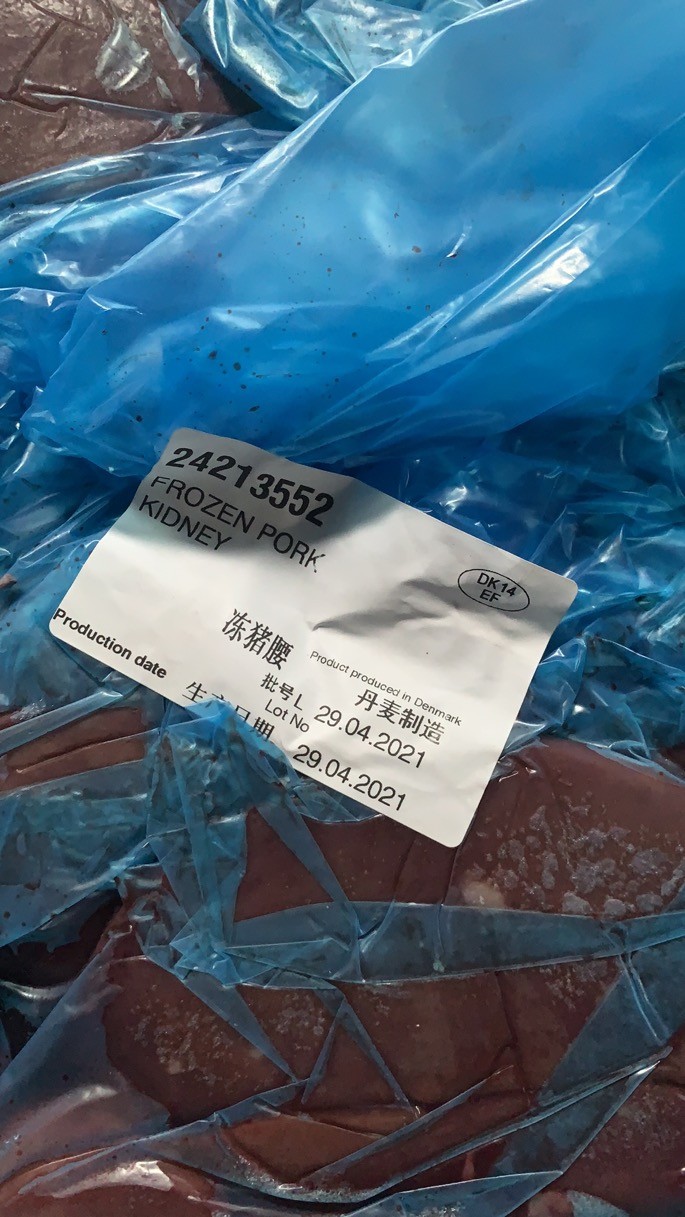 24213552
FROZEN PORK
KIDNEY
DK14
EF
冻猪腰
Product produced in Denmark
丹麦制造
批号L 29.04.2021
Lot No
Production date
生产日期 29.04.2021